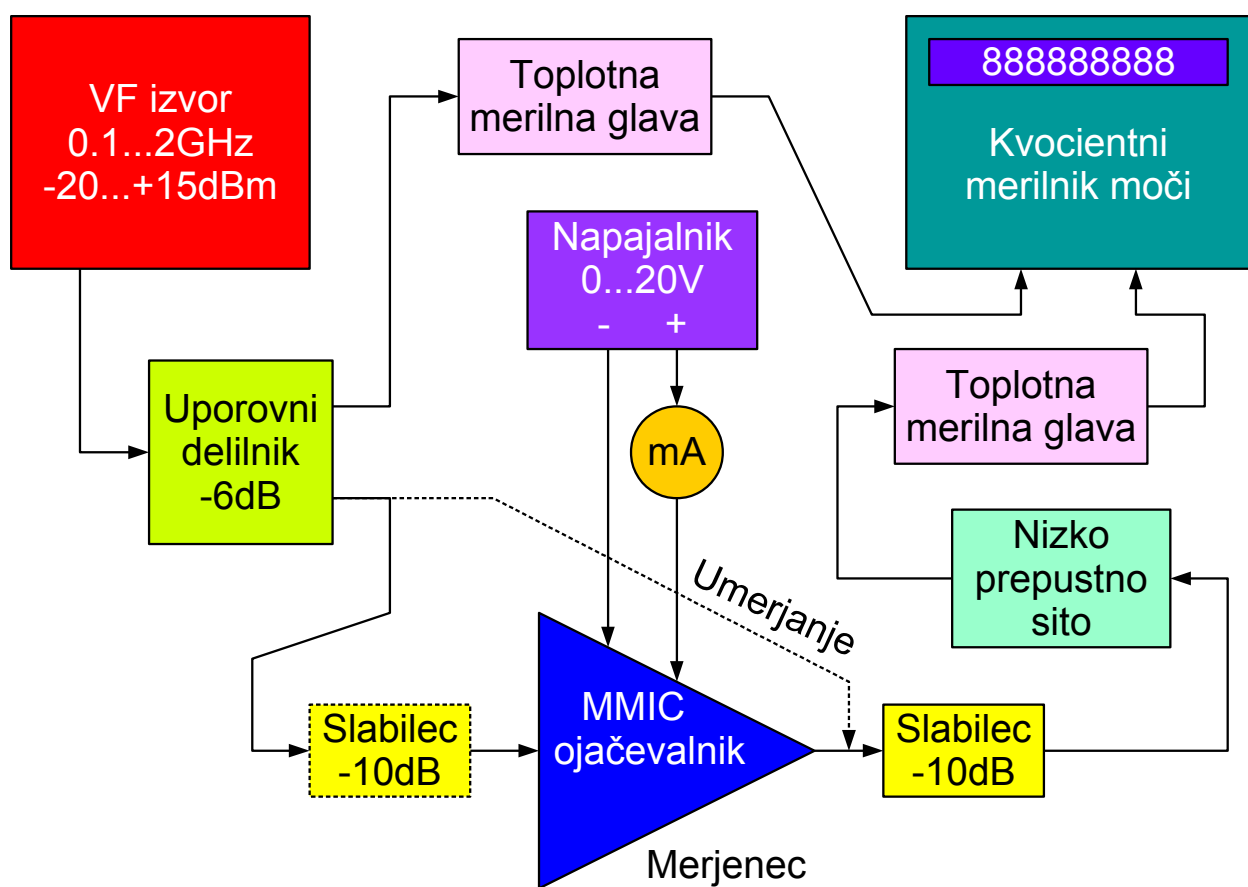 VF izvor
0.1...2GHz
-20...+15dBm
Toplotna
merilna glava
888888888
Kvocientni
merilnik moči
Napajalnik
0...20V
- +
Uporovni
delilnik
-6dB
mA
Toplotna
merilna glava
Nizko
prepustno
sito
Umerjanje
Slabilec
-10dB
MMIC
ojačevalnik
Slabilec
-10dB
Merjenec